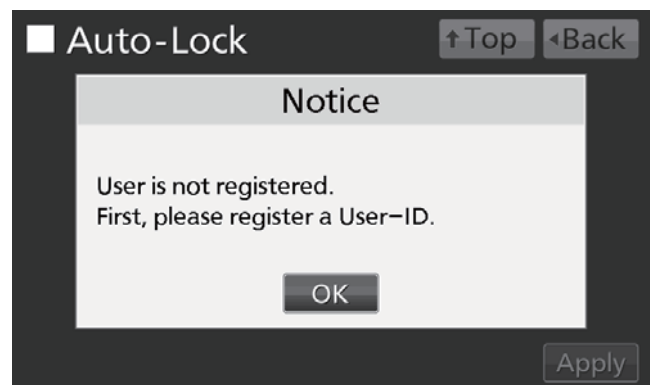 Auto-Lock
↑Top
◂Back
Notice
User is not registered.
First, please register a User-ID.
OK
Apply